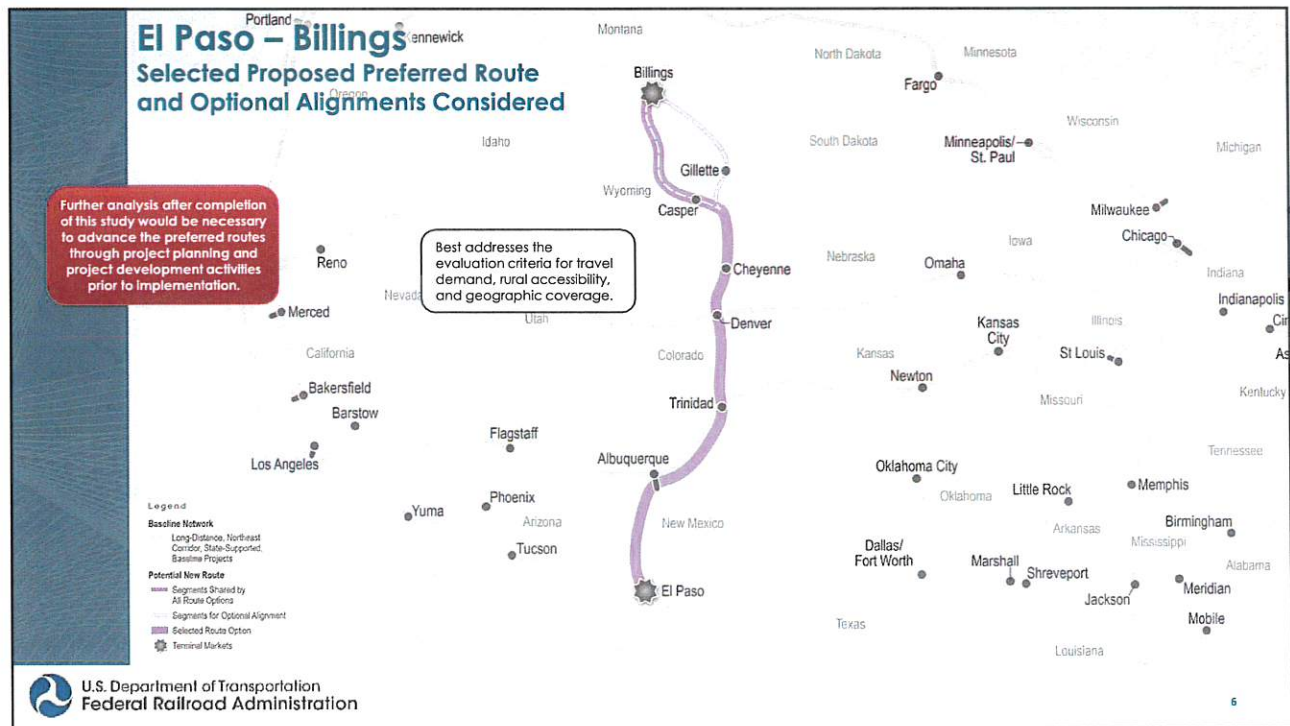 El Paso – Billings
Selected Proposed Preferred Route
and Optional Alignments Considered
Portland
Kennewick
Montana
North Dakota
Minnesota
Billings
Fargo
Oregon
Wisconsin
Idaho
South Dakota
Minneapolis/
St. Paul
Michigan
Gillette
Wyoming
Casper
Milwaukee
Chicago
Further analysis after completion
of this study would be necessary
to advance the preferred routes
through project planning and
project development activities
prior to implementation.
Best addresses the
evaluation criteria for travel
demand, rural accessibility,
and geographic coverage.
Reno
Cheyenne
Nebraska
Iowa
Omaha
Indiana
Nevada
Utah
Merced
Denver
Indianapolis
Cin
Illinois
Kansas
City
California
Colorado
Kansas
St Louis
As
Newton
Bakersfield
Missouri
Kentucky
Barstow
Trinidad
Flagstaff
Los Angeles
Albuquerque
Tennessee
Oklahoma City
Oklahoma
Little Rock
Memphis
Phoenix
Yuma
Arizona
New Mexico
Arkansas
Birmingham
Mississippi
Tucson
Dallas/
Fort Worth
Marshall
Shreveport
Alabama
Jackson
Meridian
El Paso
Texas
Mobile
Louisiana
Legend
Baseline Network
Long-Distance, Northeast
Corridor, State-Supported,
Baseline Projects
Potential New Route
Segments Shared by
All Route Options
Segments for Optional Alignment
Selected Route Option
Terminal Markets
U.S. Department of Transportation
Federal Railroad Administration
6